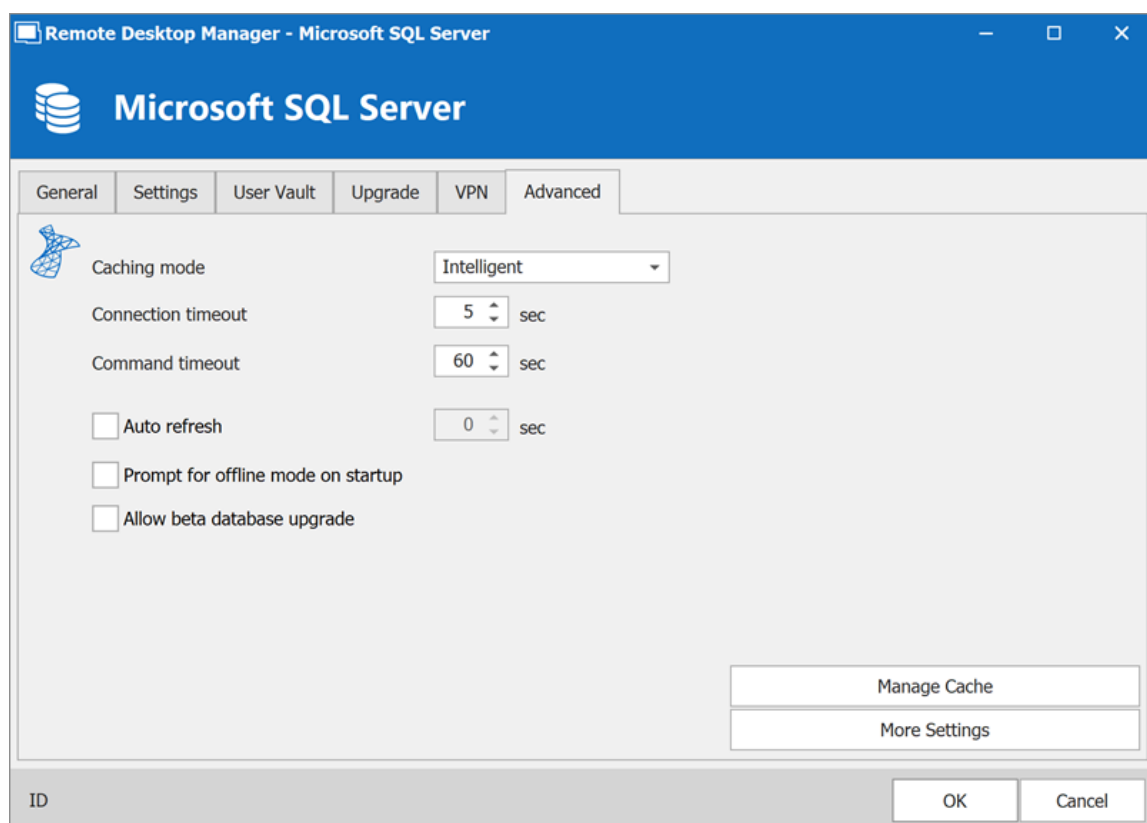 Remote Desktop Manager - Microsoft SQL Server
Microsoft SQL Server
General Settings User Vault Upgrade VPN Advanced
Caching mode Intelligent
Connection timeout 5 sec
Command timeout 60 sec
Auto refresh 0 sec
Prompt for offline mode on startup
Allow beta database upgrade
Manage Cache
More Settings
ID OK Cancel